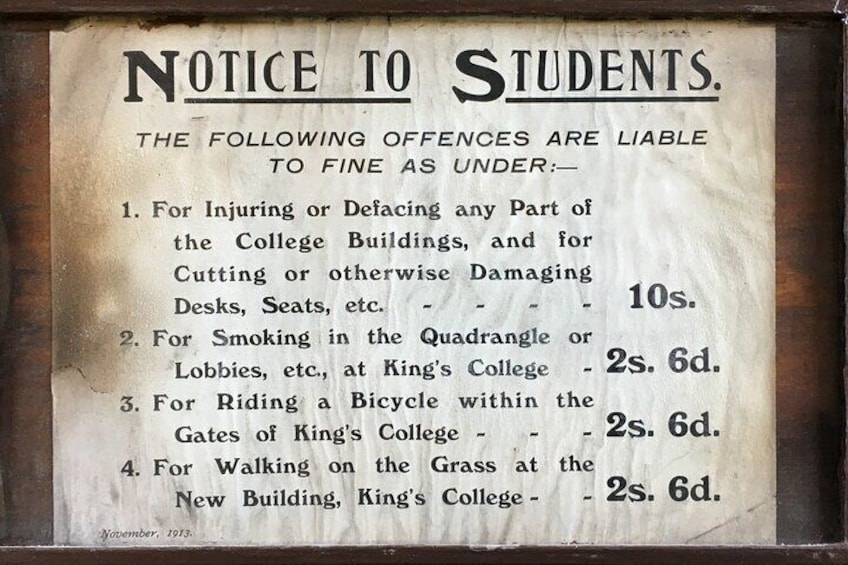 NOTICE TO STUDENTS.
THE FOLLOWING OFFENCES ARE LIABLE
TO FINE AS UNDER:—
1. For Injuring or Defacing any Part of
the College Buildings, and for
Cutting or otherwise Damaging
Desks, Seats, etc. - - - - 10s.
2. For Smoking in the Quadrangle or
Lobbies, etc., at King's College - 2s. 6d.
3. For Riding a Bicycle within the
Gates of King's College - - - 2s. 6d.
4. For Walking on the Grass at the
New Building, King's College - - 2s. 6d.
November, 1913.